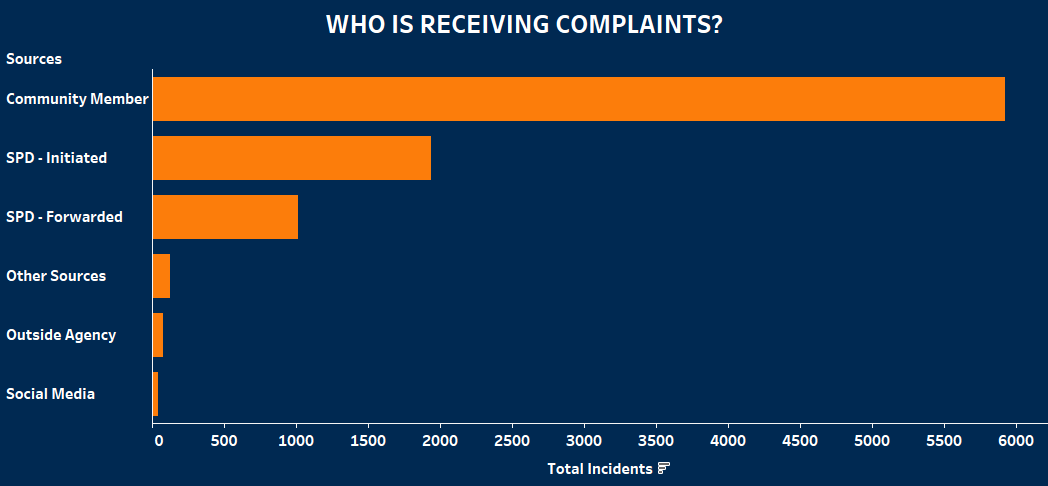 WHO IS RECEIVING COMPLAINTS?
Sources
Community Member
SPD - Initiated
SPD - Forwarded
Other Sources
Outside Agency
Social Media
0 500 1000 1500 2000 2500 3000 3500 4000 4500 5000 5500 6000
Total Incidents